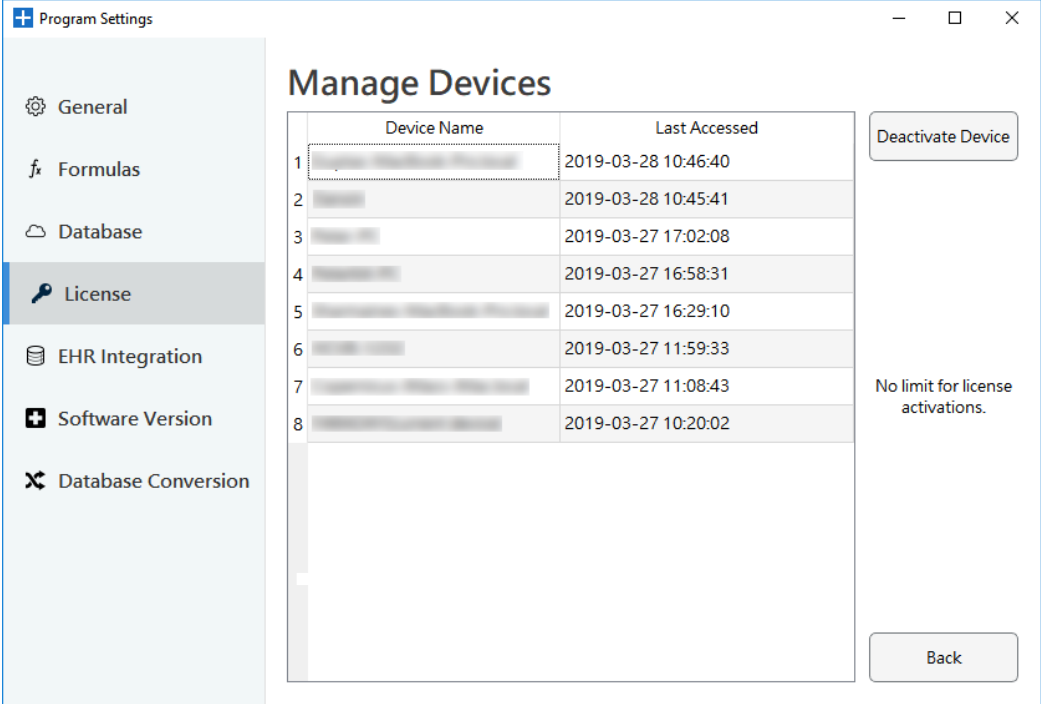 Program Settings
General
Formulas
Database
License
EHR Integration
Software Version
Database Conversion
Manage Devices
Device Name Last Accessed
1 2019-03-28 10:46:40
2 2019-03-28 10:45:41
3 2019-03-27 17:02:08
4 2019-03-27 16:58:31
5 2019-03-27 16:29:10
6 2019-03-27 11:59:33
7 2019-03-27 11:08:43
8 2019-03-27 10:20:02
Deactivate Device
No limit for license
activations.
Back